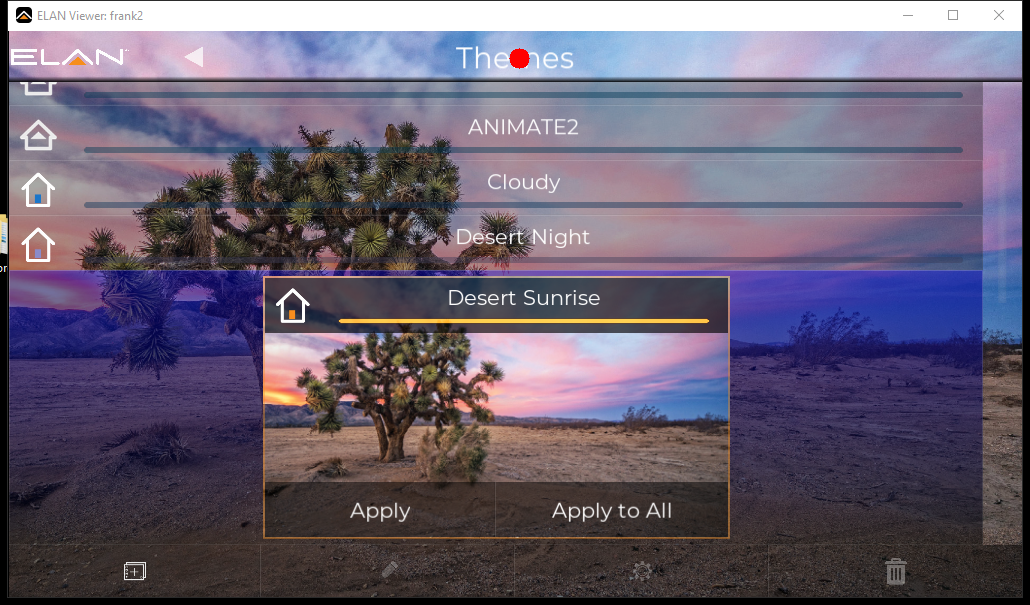 ELAN Viewer: frank2
ELAN
Themes
ANIMATE2
Cloudy
Desert Night
Desert Sunrise
Apply
Apply to All